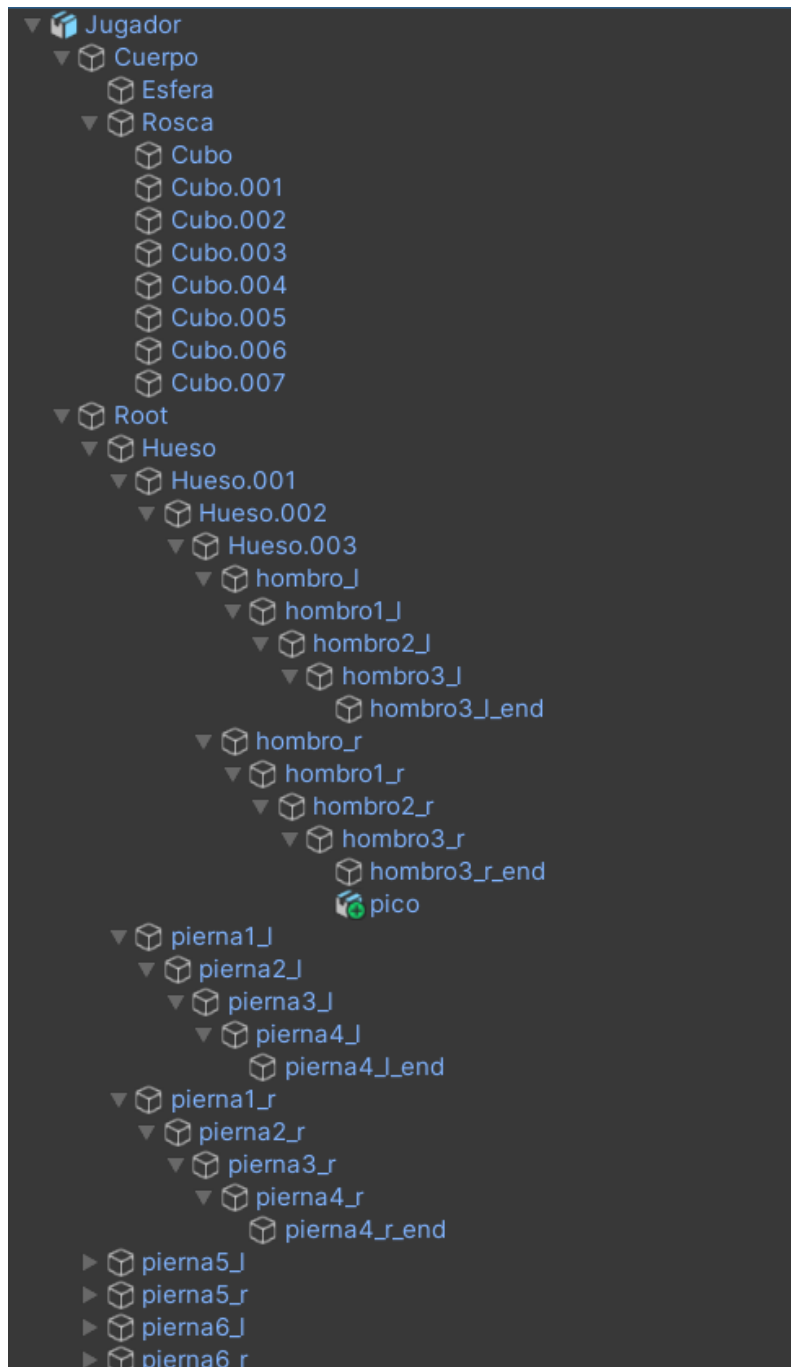 Jugador
Cuerpo
Esfera
Rosca
Cubo
Cubo.001
Cubo.002
Cubo.003
Cubo.004
Cubo.005
Cubo.006
Cubo.007
Root
Hueso
Hueso.001
Hueso.002
Hueso.003
hombro_l
hombro1_l
hombro2_l
hombro3_l
hombro3_l_end
hombro_r
hombro1_r
hombro2_r
hombro3_r
hombro3_r_end
pico
pierna1_l
pierna2_l
pierna3_l
pierna4_l
pierna4_l_end
pierna1_r
pierna2_r
pierna3_r
pierna4_r
pierna4_r_end
pierna5_l
pierna5_r
pierna6_l
pierna6_r